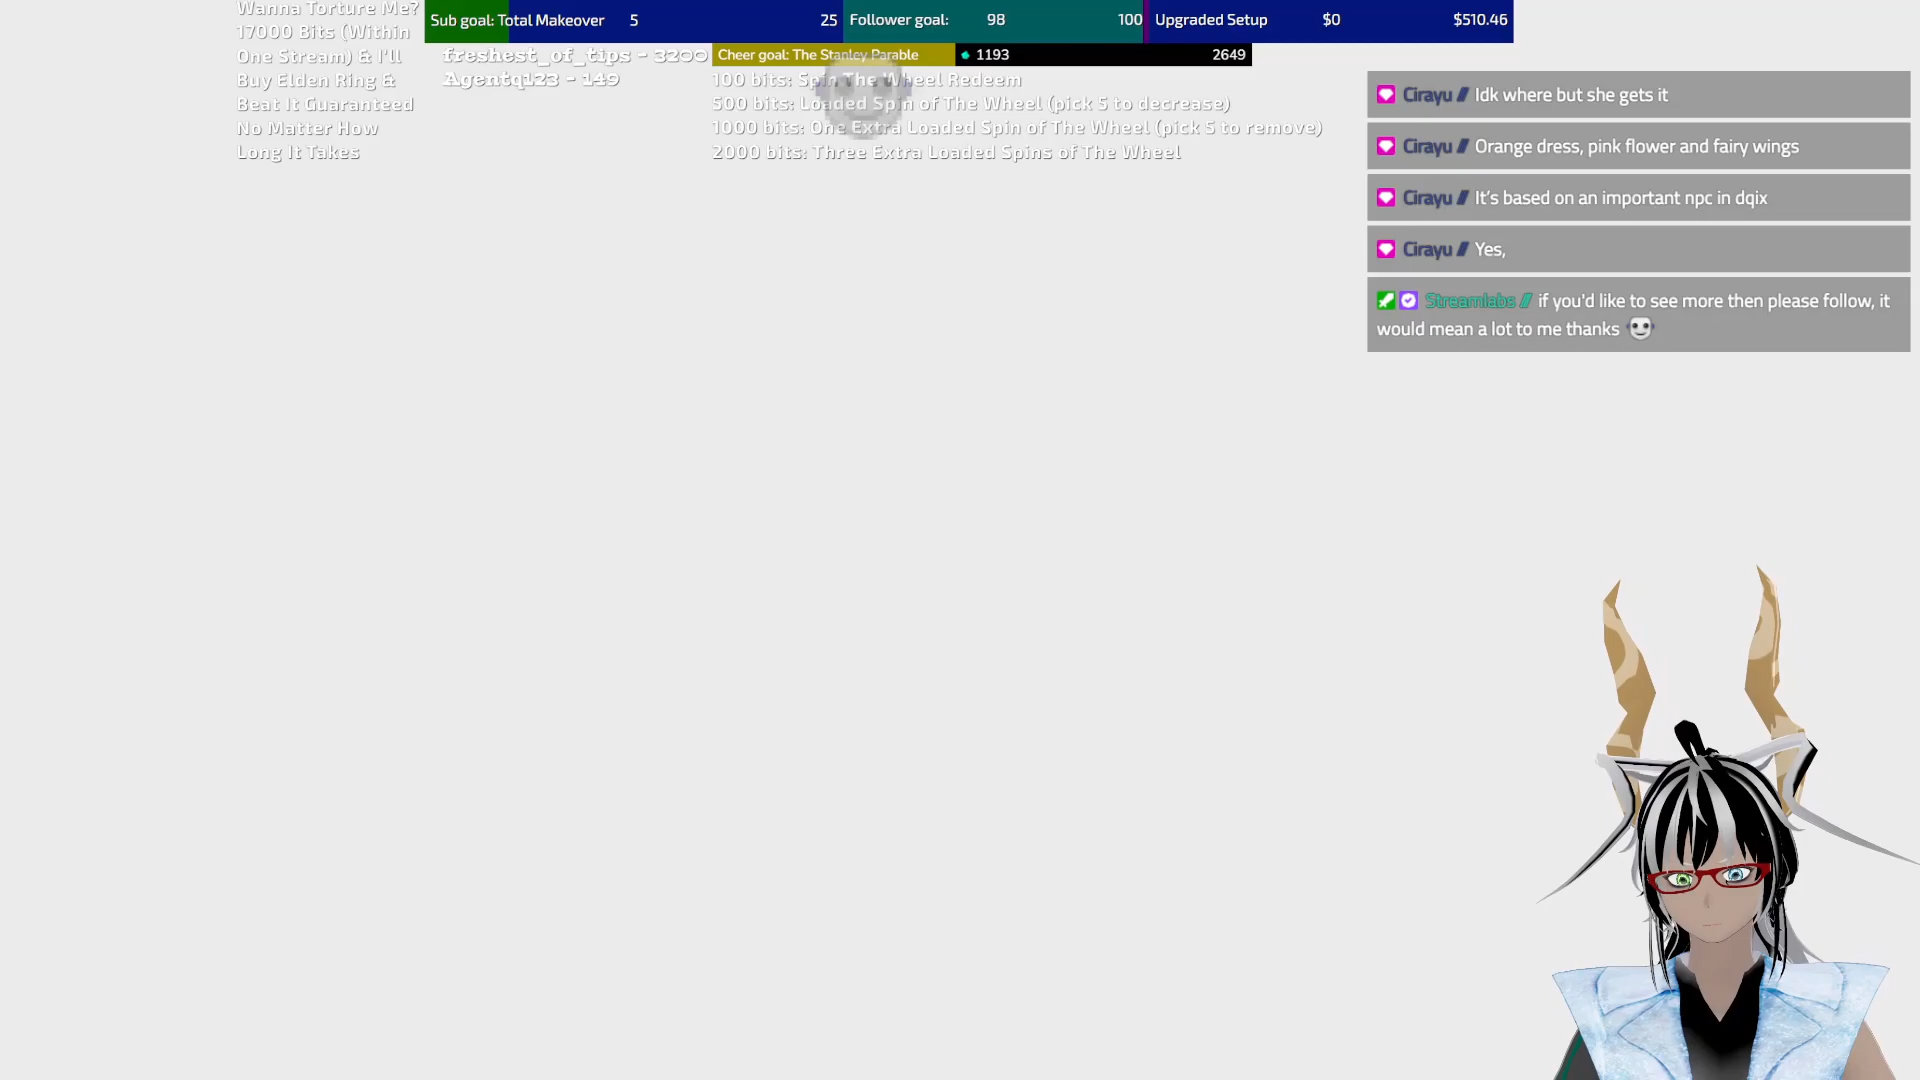 Wanna Torture Me?
17000 Bits (Within
One Stream) & I'll
Buy Elden Ring &
Beat It Guaranteed
No Matter How
Long It Takes
Sub goal: Total Makeover 5 25
Follower goal: 98 100
Upgraded Setup $0 $510.46
freshest_of_tips - 3200
Agentq123 - 149
Cheer goal: The Stanley Parable 1193 2649
100 bits: Spin The Wheel Redeem
500 bits: Loaded Spin of The Wheel (pick 5 to decrease)
1000 bits: One Extra Loaded Spin of The Wheel (pick 5 to remove)
2000 bits: Three Extra Loaded Spins of The Wheel
Cirayu // Idk where but she gets it
Cirayu // Orange dress, pink flower and fairy wings
Cirayu // It's based on an important npc in dqix
Cirayu // Yes,
Streamlabs // if you'd like to see more then please follow, it
would mean a lot to me thanks